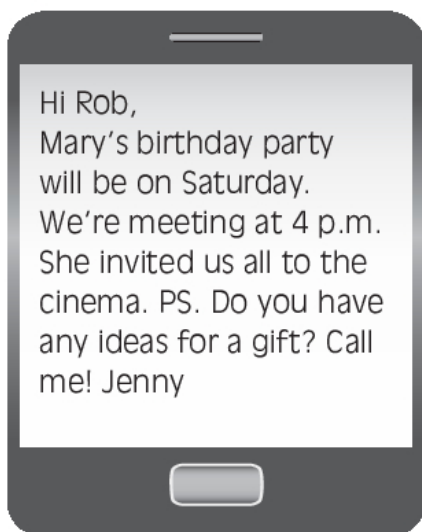 Hi Rob,
Mary's birthday party
will be on Saturday.
We're meeting at 4 p.m.
She invited us all to the
cinema. PS. Do you have
any ideas for a gift? Call
me! Jenny